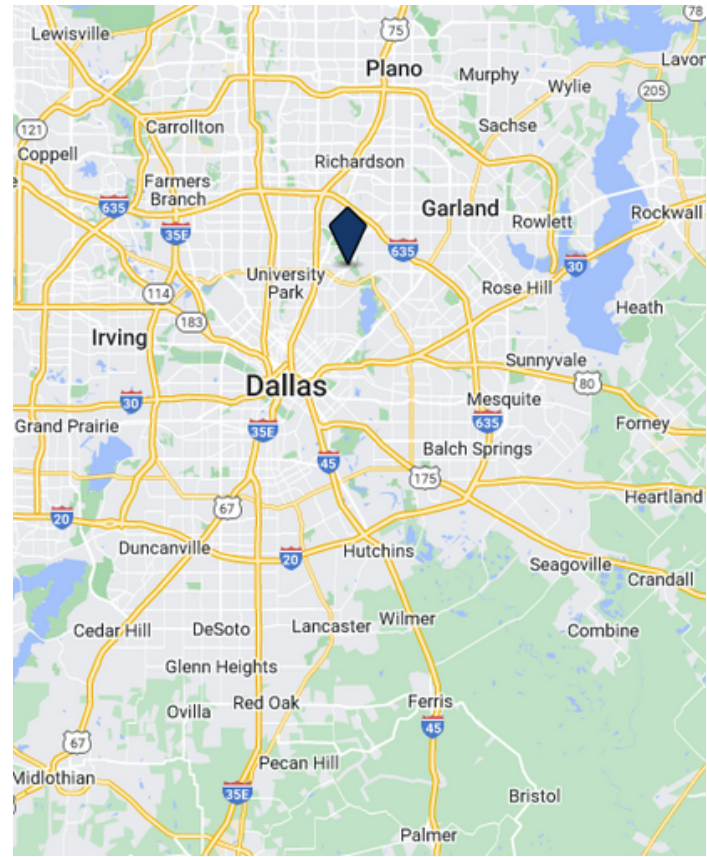 78
Lewisville
75
Lavon
Plano
Murphy
Wylie
205
121
Carrollton
Sachse
Coppell
Richardson
Farmers
Branch
635
Garland
Rowlett
Rockwall
35E
635
University
Park
30
114
Rose Hill
Heath
183
Irving
Sunnyvale
Dallas
80
30
Mesquite
Grand Prairie
35E
635
Forney
Balch Springs
45
175
Heartland
67
20
Duncanville
20
Hutchins
Seagoville
Crandall
Cedar Hill
DeSoto
Lancaster
Wilmer
Combine
Glenn Heights
Ovilla
Red Oak
Ferris
45
67
Pecan Hill
Midlothian
35E
Bristol
Palmer